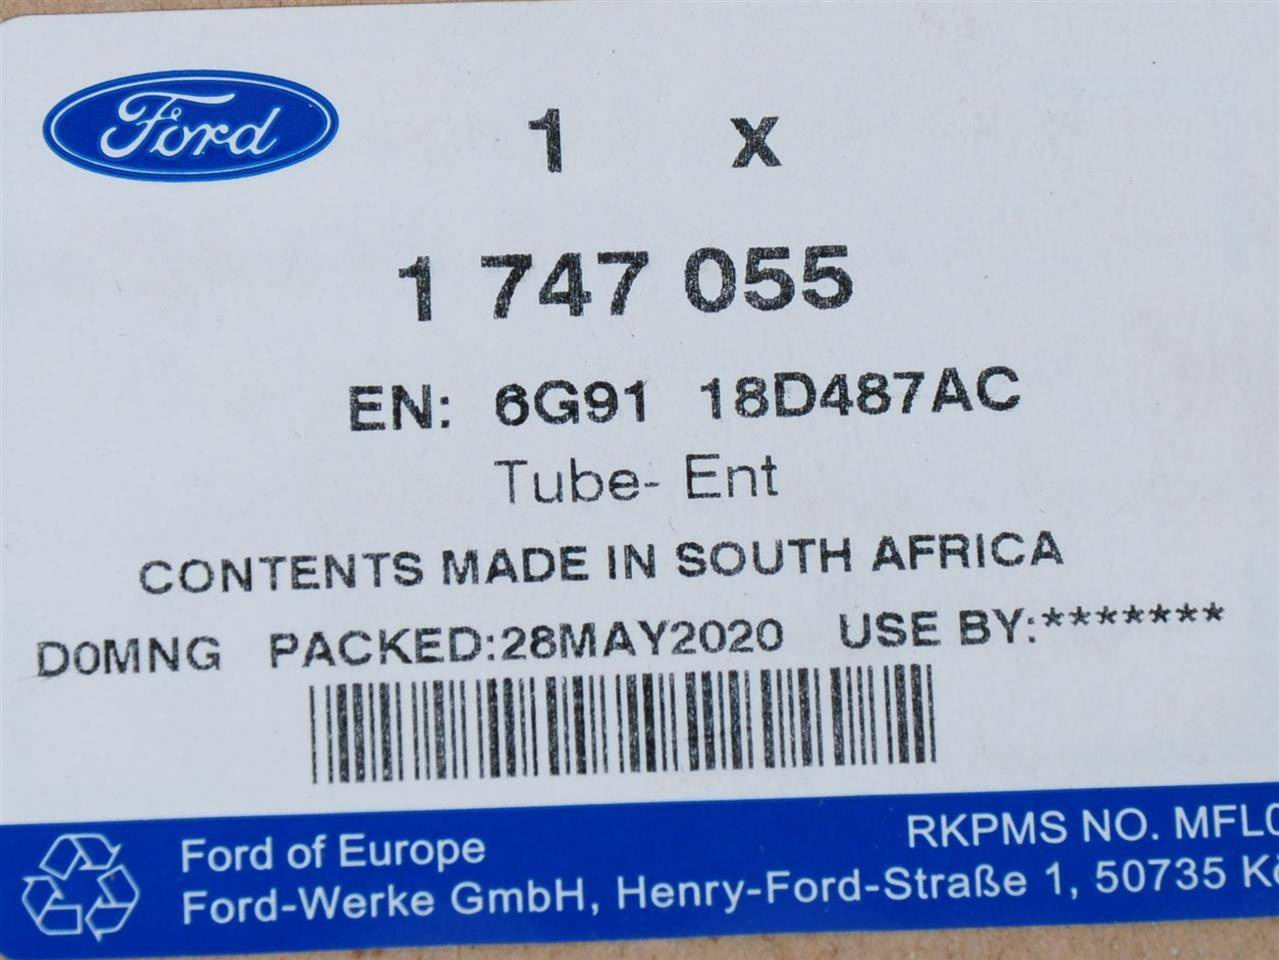 Ford
1 x
1 747 055
EN: 6G91 18D487AC
Tube- Ent
CONTENTS MADE IN SOUTH AFRICA
D0MNG PACKED:28MAY2020 USE BY:*******
RKPMS NO. MFL
Ford of Europe
Ford-Werke GmbH, Henry-Ford-Straße 1, 50735